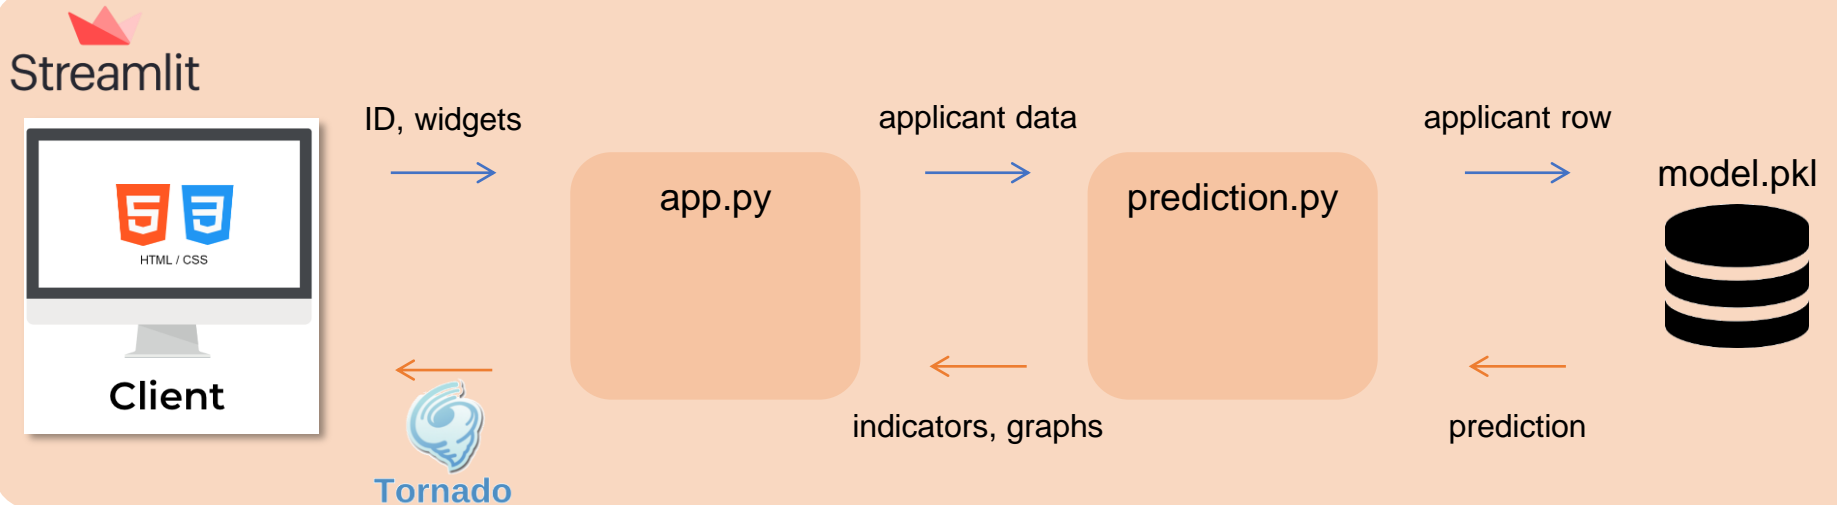 Streamlit
ID, widgets
applicant data
applicant row
app.py
prediction.py
model.pkl
HTML / CSS
Client
indicators, graphs
prediction
Tornado